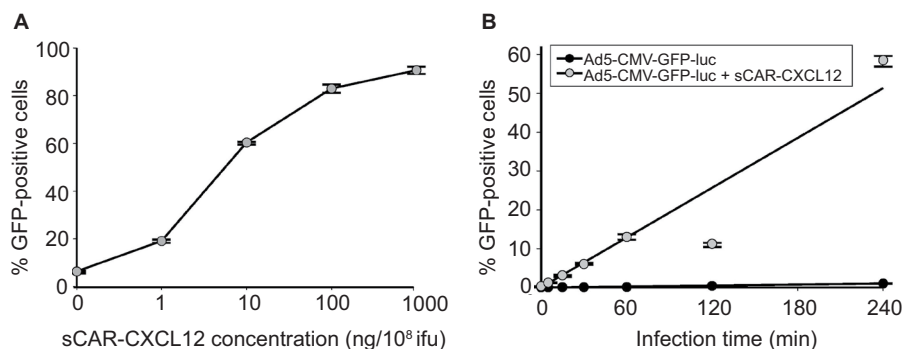 A
% GFP-positive cells
100
80
60
40
20
0
0 1 10 100 1000
sCAR-CXCL12 concentration (ng/10⁸ ifu)
B
% GFP-positive cells
60
50
40
30
20
10
0
Ad5-CMV-GFP-luc
Ad5-CMV-GFP-luc + sCAR-CXCL12
0 60 120 180 240
Infection time (min)